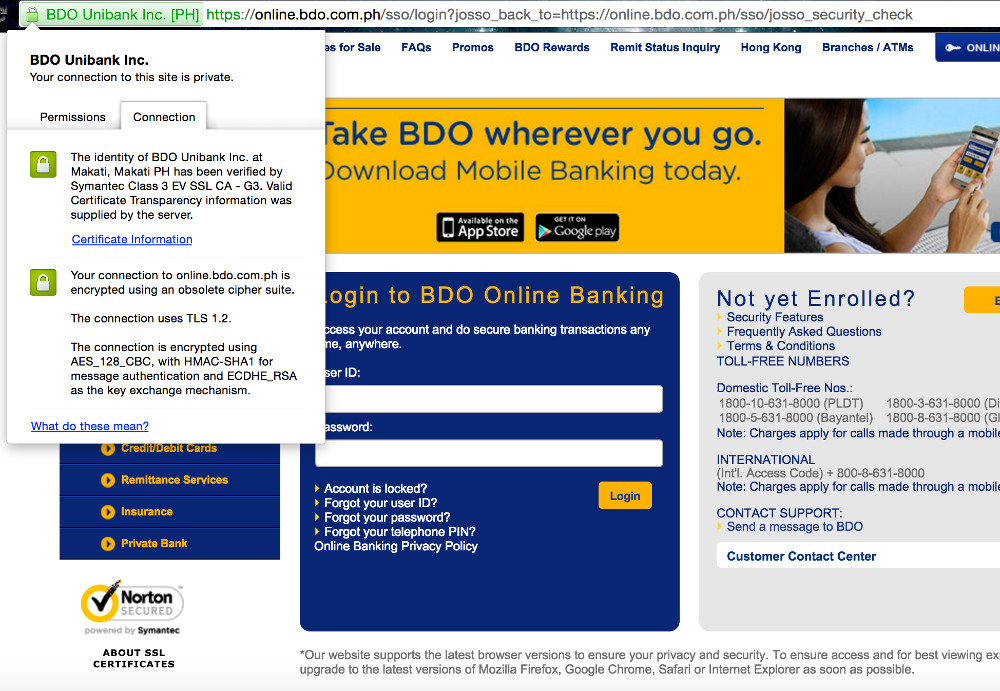 BDO Unibank Inc. [PH] https://online.bdo.com.ph/sso/login?josso_back_to=https://online.bdo.com.ph/sso/josso_security_check
BDO Unibank Inc.
Your connection to this site is private.
Permissions
Connection
The identity of BDO Unibank Inc. at
Makati, Makati PH has been verified by
Symantec Class 3 EV SSL CA - G3. Valid
Certificate Transparency information was
supplied by the server.
Certificate Information
Your connection to online.bdo.com.ph is
encrypted using an obsolete cipher suite.
The connection uses TLS 1.2.
The connection is encrypted using
AES_128_CBC, with HMAC-SHA1 for
message authentication and ECDHE_RSA
as the key exchange mechanism.
What do these mean?
for Sale FAQs Promos BDO Rewards Remit Status Inquiry Hong Kong Branches / ATMs
Take BDO wherever you go.
Download Mobile Banking today.
Available on the
App Store
GET IT ON
Google play
Credit/Debit Cards
Remittance Services
Insurance
Private Bank
Norton
SECURED
powered by Symantec
ABOUT SSL
CERTIFICATES
Login to BDO Online Banking
your account and do secure banking transactions any
anywhere.
ID:
Account is locked?
Forgot your user ID?
Forgot your password?
Forgot your telephone PIN?
Online Banking Privacy Policy
Login
Not yet Enrolled?
Security Features
Frequently Asked Questions
Terms & Conditions
TOLL-FREE NUMBERS
Domestic Toll-Free Nos.:
1800-10-631-8000 (PLDT) 1800-3-631-8000
1800-5-631-8000 (Bayantel) 1800-8-631-8000
Note: Charges apply for calls made through a
INTERNATIONAL
(Int'l. Access Code) + 800-8-631-8000
Note: Charges apply for calls made through a
CONTACT SUPPORT:
Send a message to BDO
Customer Contact Center
*Our website supports the latest browser versions to ensure your privacy and security. To ensure access and for best viewing
upgrade to the latest versions of Mozilla Firefox, Google Chrome, Safari or Internet Explorer as soon as possible.